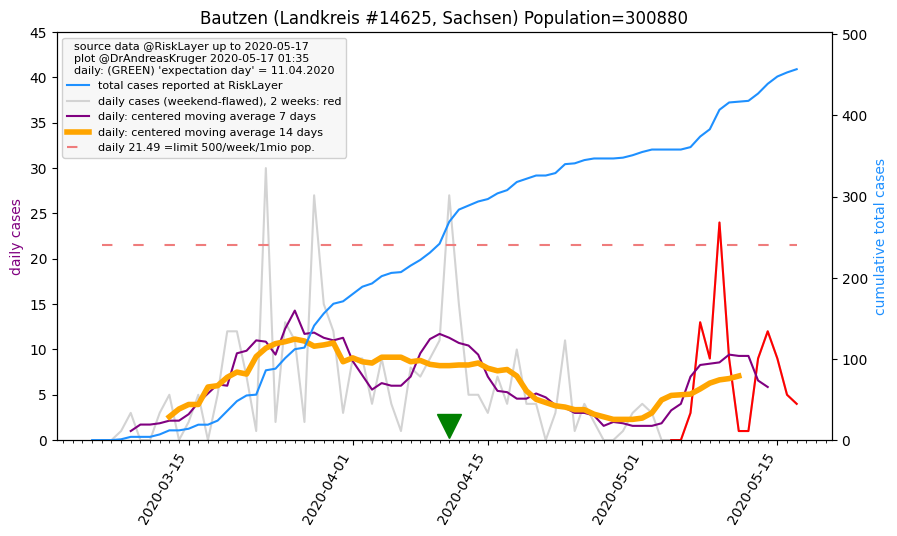 Bautzen (Landkreis #14625, Sachsen) Population=300880
source data @RiskLayer up to 2020-05-17
plot @DrAndreasKruger 2020-05-17 01:35
daily: (GREEN) 'expectation day' = 11.04.2020
total cases reported at RiskLayer
daily cases (weekend-flawed), 2 weeks: red
daily: centered moving average 7 days
daily: centered moving average 14 days
daily 21.49 =limit 500/week/1mio pop.
daily cases
45
40
35
30
25
20
15
10
5
0
cumulative total cases
500
400
300
200
100
0
2020-03-15
2020-04-01
2020-04-15
2020-05-01
2020-05-15